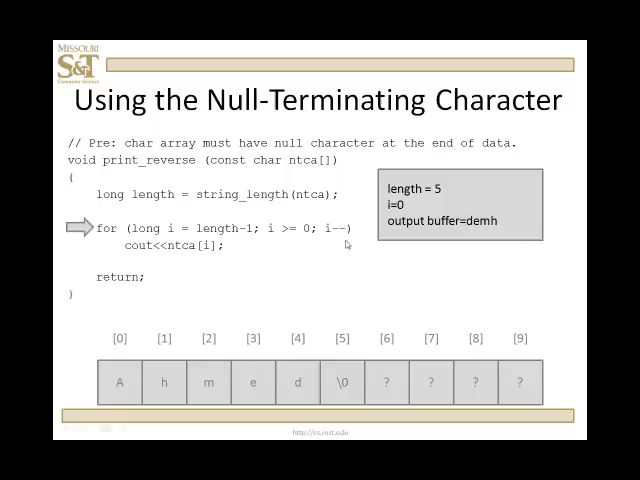 MISSOURI
S&T
Computer Science
Using the Null-Terminating Character
// Pre: char array must have null character at the end of data.
void print_reverse (const char ntca[])
{
long length = string_length(ntca);
for (long i = length-1; i >= 0; i--)
cout<<ntca[i];
return;
}
length = 5
i=0
output buffer=demh
[0] [1] [2] [3] [4] [5] [6] [7] [8] [9]
A h m e d \0 ? ? ? ?
http://cs.mst.edu